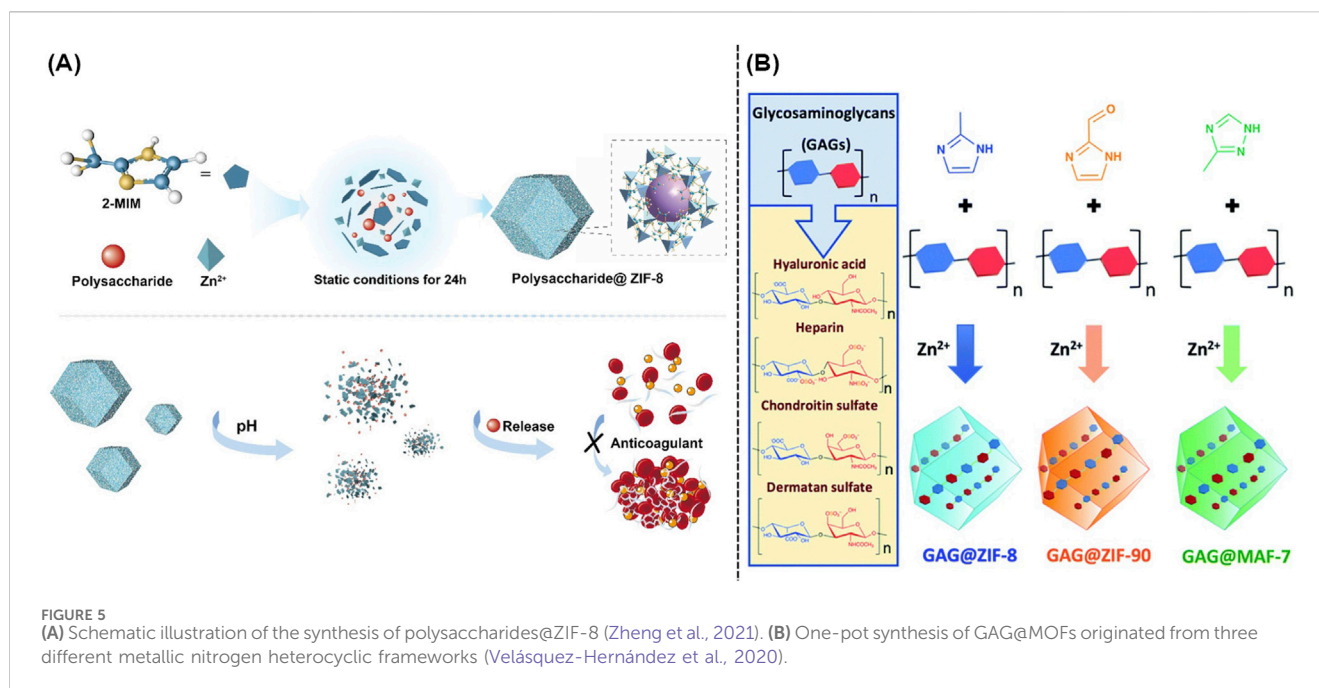 (A)
2-MIM
=
Polysaccharide
Zn²⁺
Static conditions for 24h
Polysaccharide@ ZIF-8
pH
Release
X
Anticoagulant
(B)
Glycosaminoglycans
(GAGs)
n
Hyaluronic acid
n
Heparin
n
Chondroitin sulfate
n
Dermatan sulfate
n
N
NH
+
n
Zn²⁺
GAG@ZIF-8
O
N
NH
+
n
Zn²⁺
GAG@ZIF-90
N
NH
N
+
n
Zn²⁺
GAG@MAF-7
FIGURE 5
(A) Schematic illustration of the synthesis of polysaccharides@ZIF-8 (Zheng et al., 2021). (B) One-pot synthesis of GAG@MOFs originated from three
different metallic nitrogen heterocyclic frameworks (Velásquez-Hernández et al., 2020).